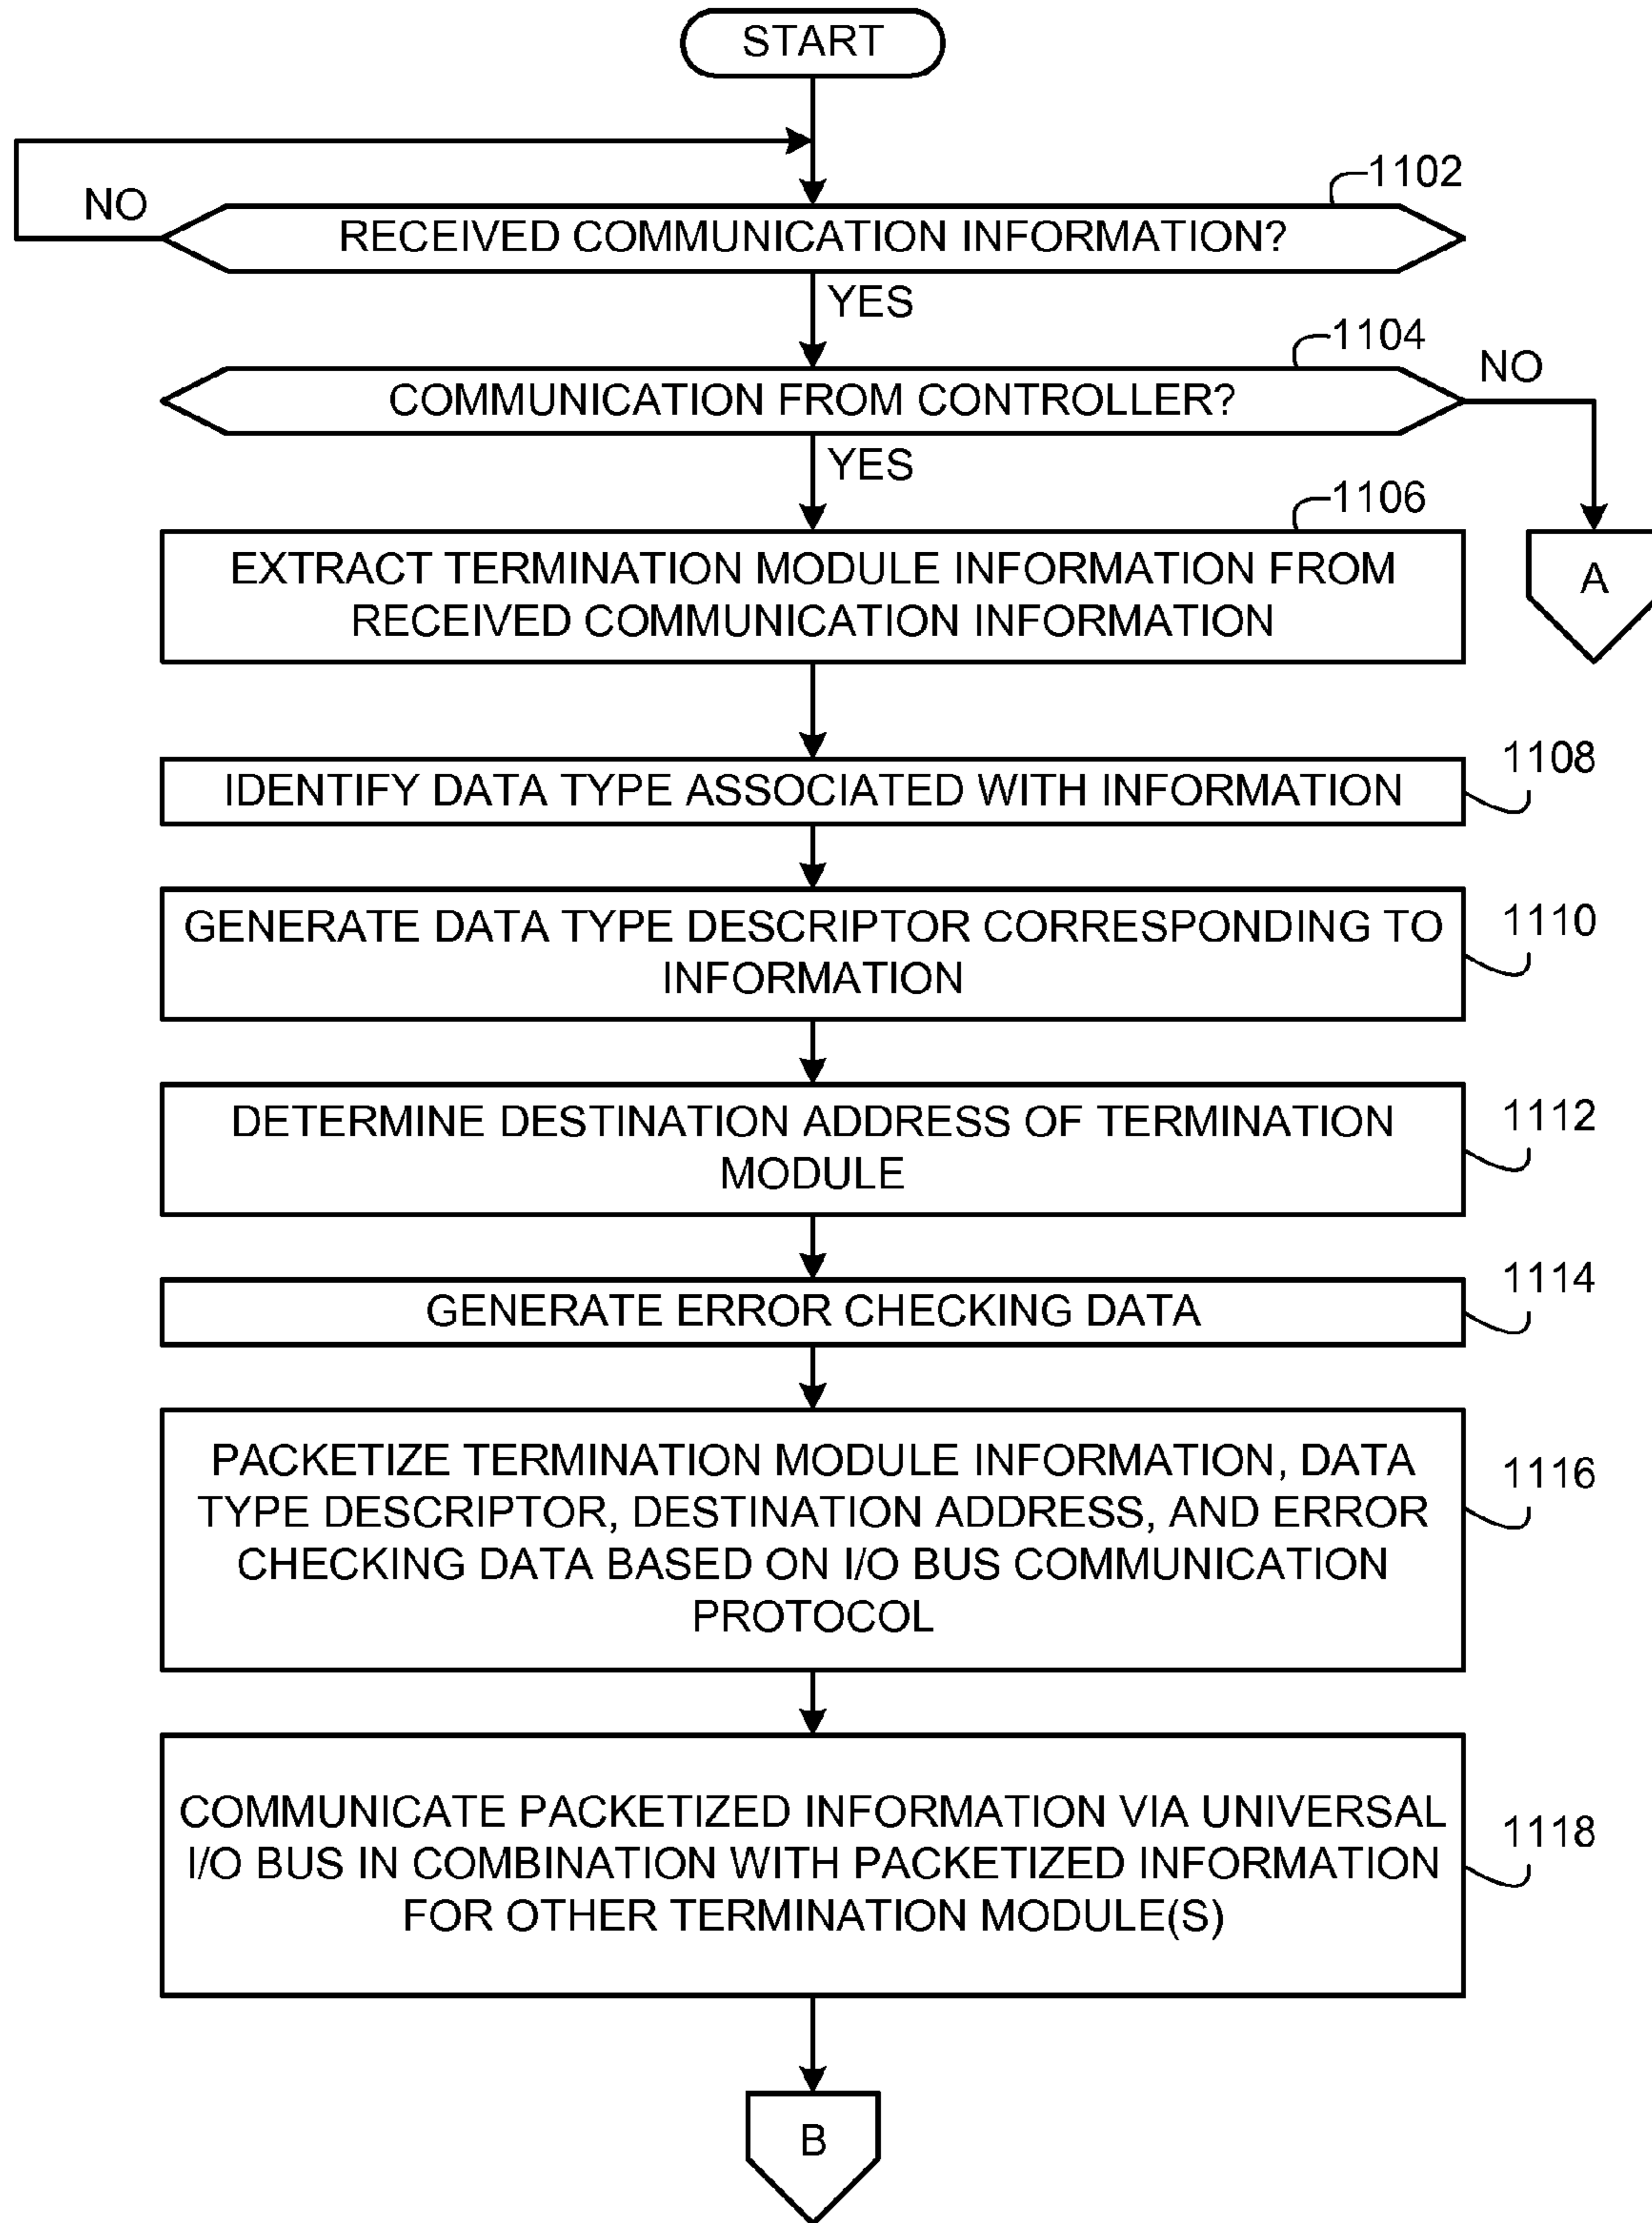 START
1102
NO
RECEIVED COMMUNICATION INFORMATION?
YES
1104
NO
COMMUNICATION FROM CONTROLLER?
YES
1106
EXTRACT TERMINATION MODULE INFORMATION FROM
RECEIVED COMMUNICATION INFORMATION
A
1108
IDENTIFY DATA TYPE ASSOCIATED WITH INFORMATION
1110
GENERATE DATA TYPE DESCRIPTOR CORRESPONDING TO
INFORMATION
1112
DETERMINE DESTINATION ADDRESS OF TERMINATION
MODULE
1114
GENERATE ERROR CHECKING DATA
1116
PACKETIZE TERMINATION MODULE INFORMATION, DATA
TYPE DESCRIPTOR, DESTINATION ADDRESS, AND ERROR
CHECKING DATA BASED ON I/O BUS COMMUNICATION
PROTOCOL
1118
COMMUNICATE PACKETIZED INFORMATION VIA UNIVERSAL
I/O BUS IN COMBINATION WITH PACKETIZED INFORMATION
FOR OTHER TERMINATION MODULE(S)
B